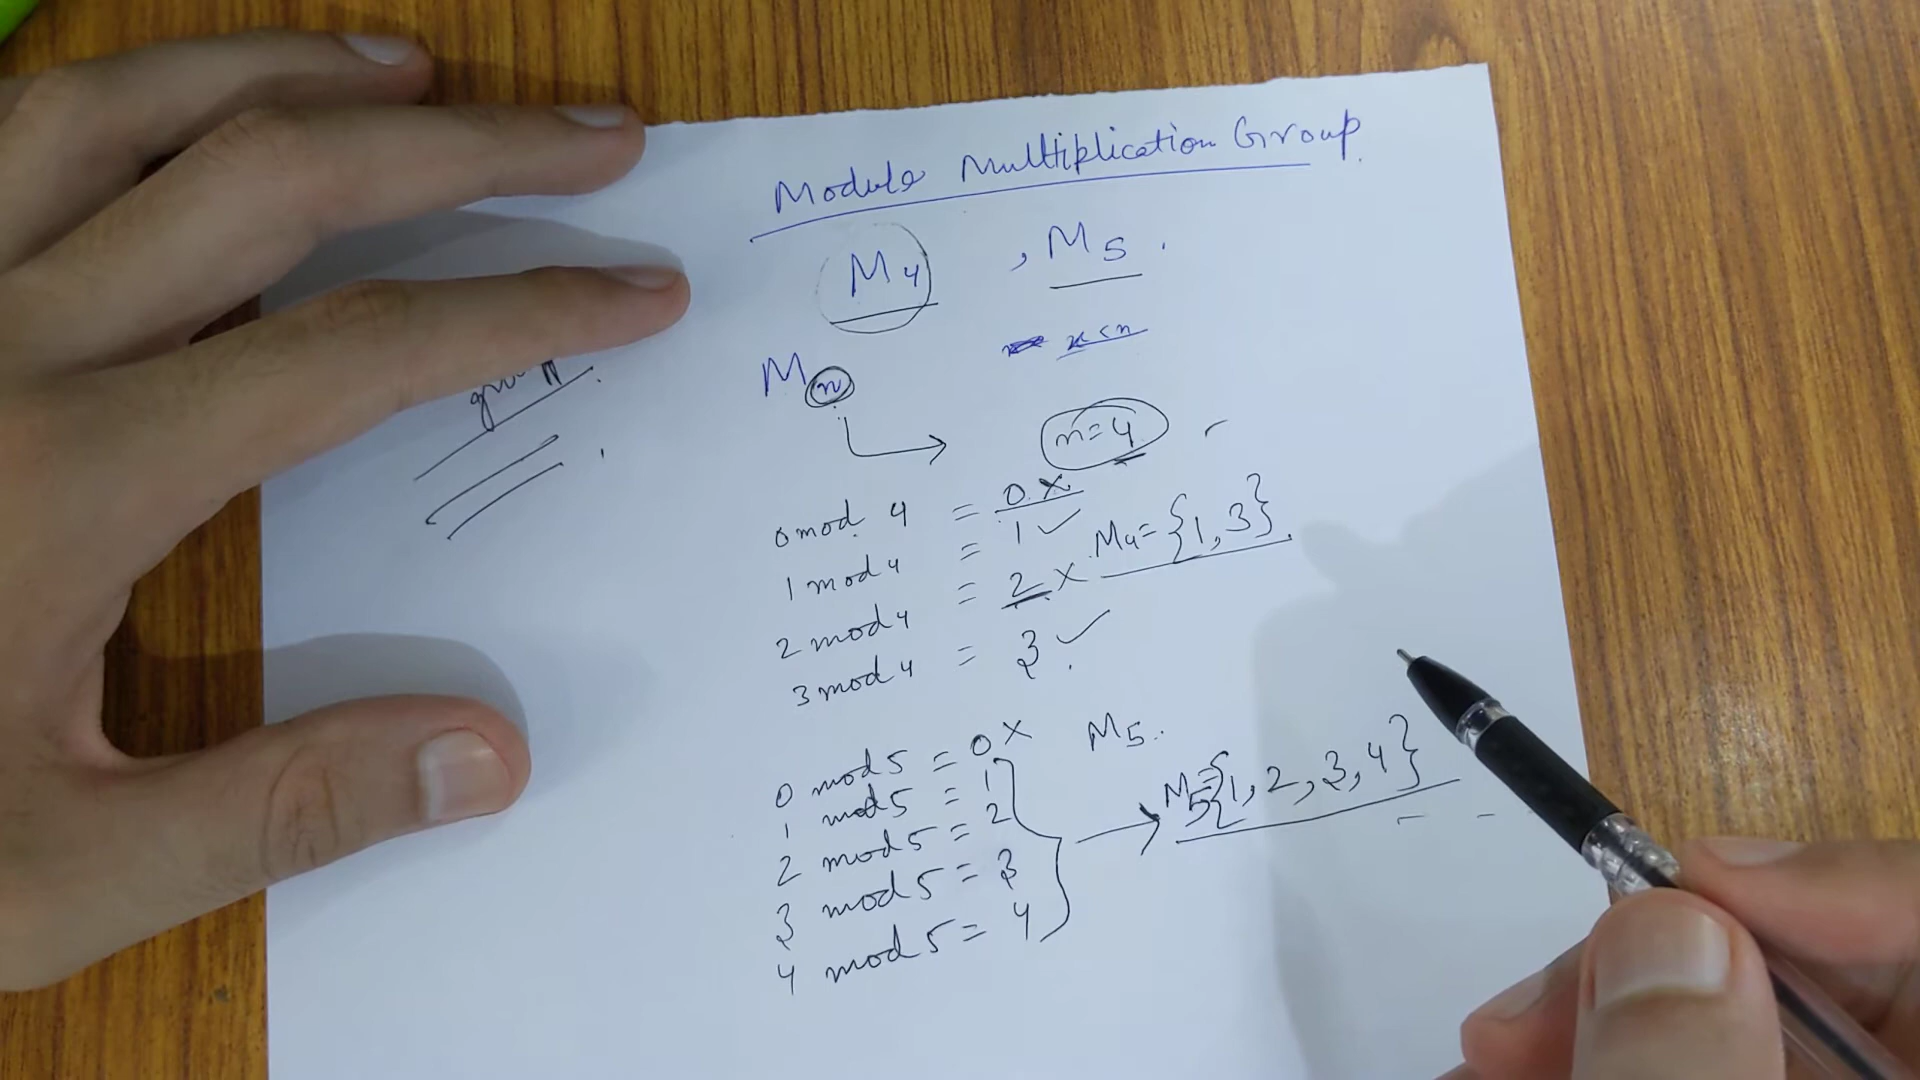 Module Multiplication Group.
M4 , M5 .
x<n
Mn
n=4
0 mod 4 = 0 ×
1 mod 4 = 1 ✓
M4= {1, 3}
2 mod 4 = 2 ×
3 mod 4 = 3 ✓
M5.
0 mod 5 = 0 ×
1 mod 5 = 1
2 mod 5 = 2
3 mod 5 = 3
4 mod 5 = 4
→ M5={1, 2, 3, 4}